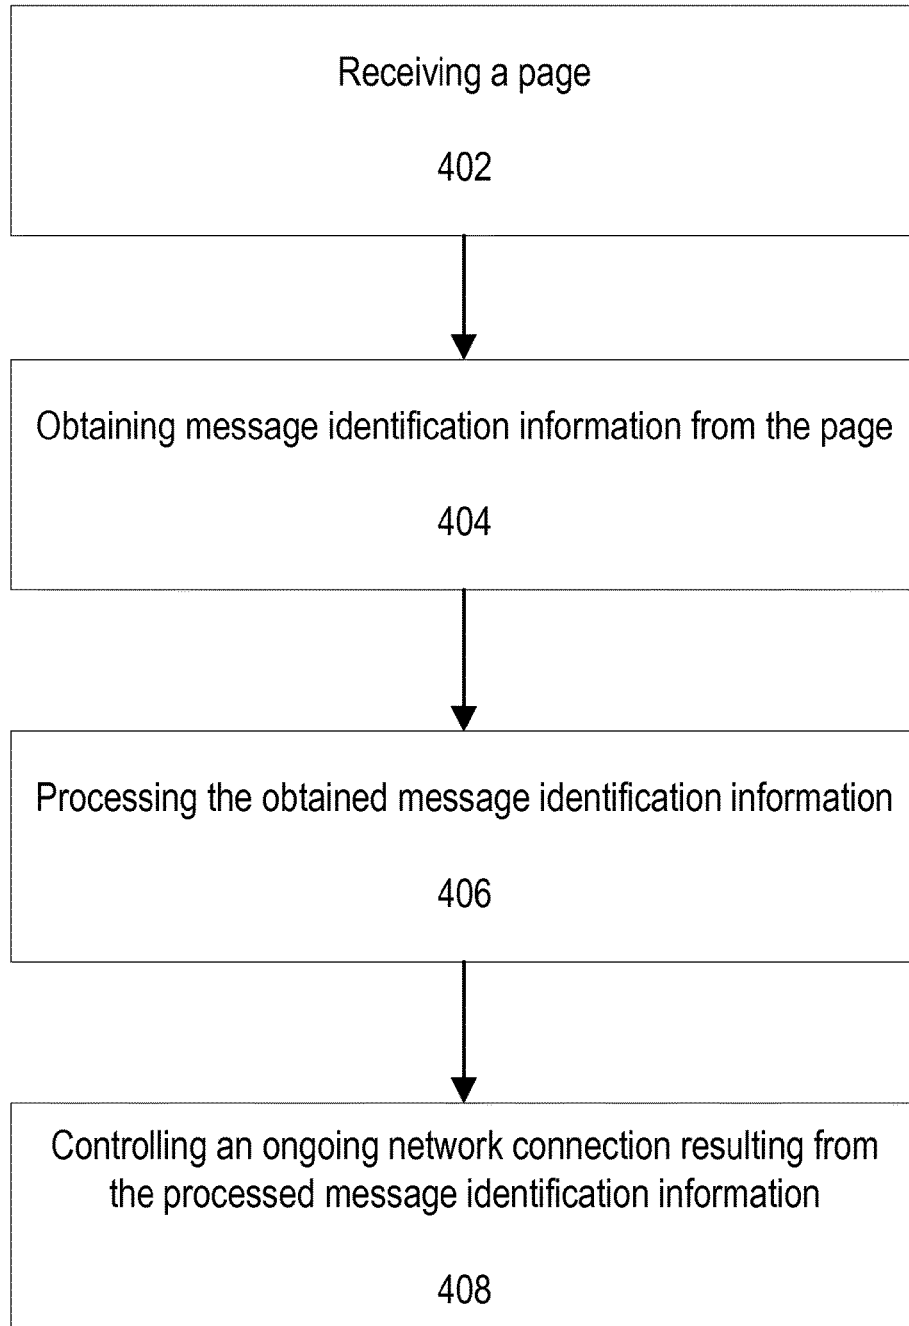 Receiving a page
402
Obtaining message identification information from the page
404
Processing the obtained message identification information
406
Controlling an ongoing network connection resulting from
the processed message identification information
408